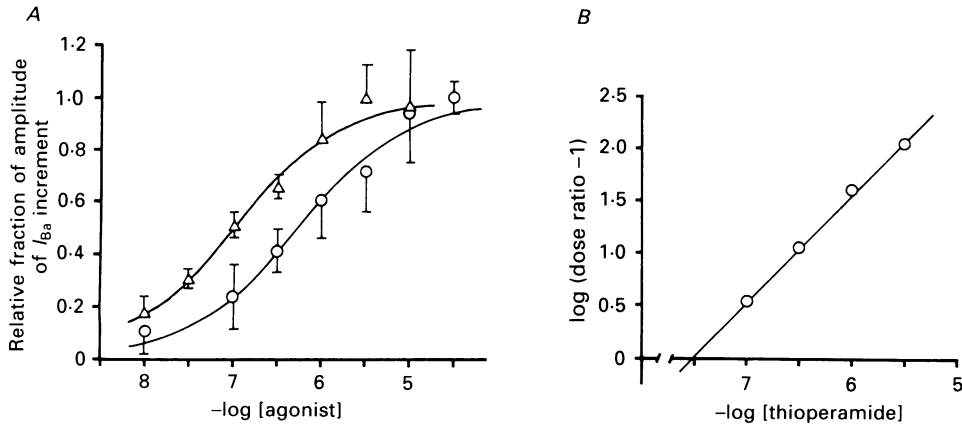 A
1·2
1·0
0·8
0·6
0·4
0·2
0
Relative fraction of amplitude
of I_Ba increment
8
7
6
5
–log [agonist]
B
2.5
2·0
1·5
1·0
0·5
0
log (dose ratio –1)
7
6
5
–log [thioperamide]